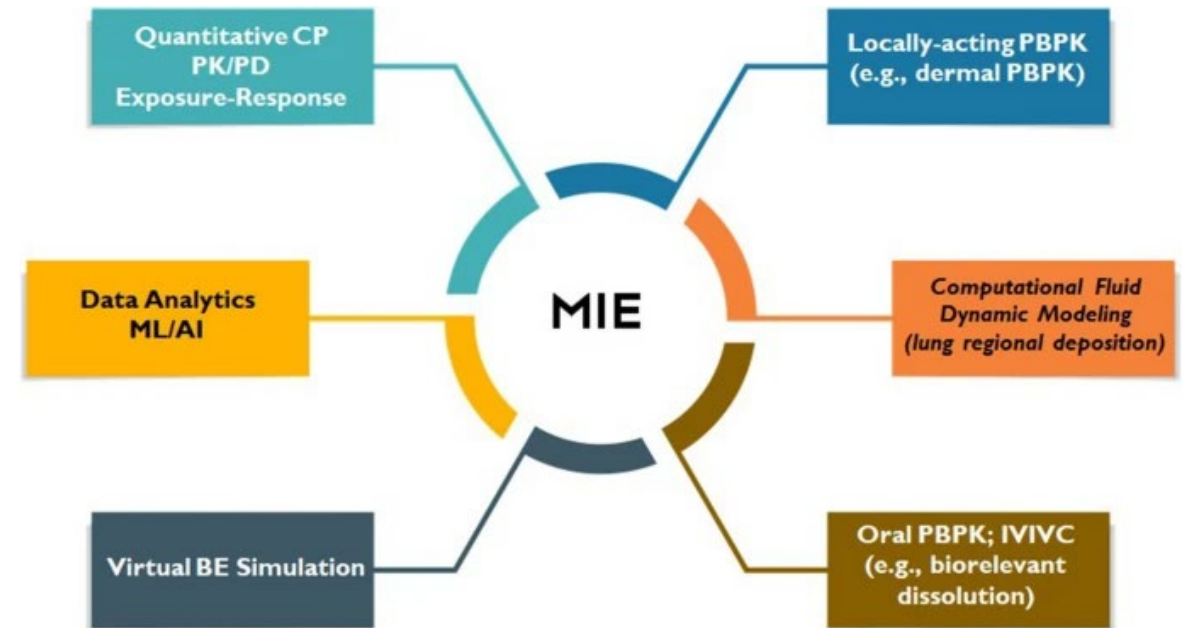 Quantitative CP
PK/PD
Exposure-Response
Locally-acting PBPK
(e.g., dermal PBPK)
Data Analytics
ML/AI
MIE
Computational Fluid
Dynamic Modeling
(lung regional deposition)
Virtual BE Simulation
Oral PBPK; IVIVC
(e.g., biorelevant
dissolution)